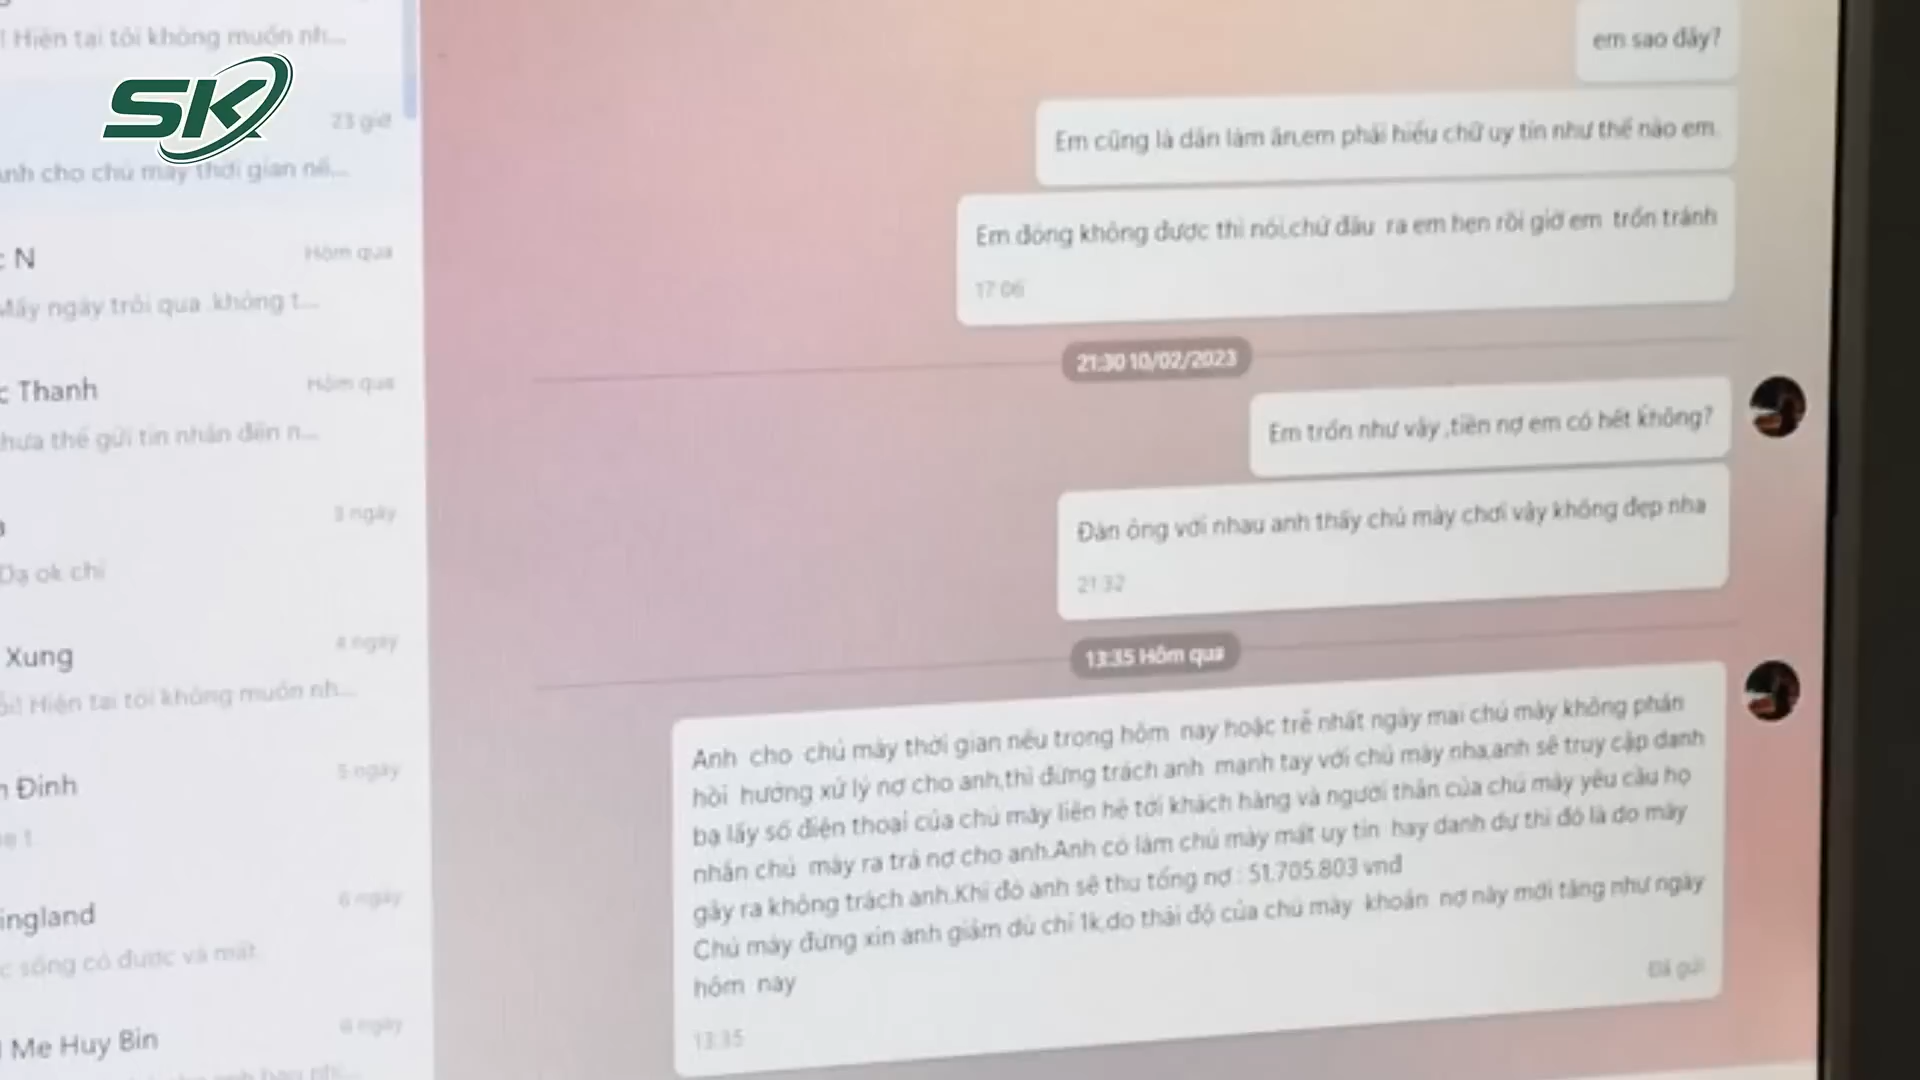 ! Hiện tại tôi không muốn nh...
SK
23 giờ
anh cho chú mày thời gian nế...
c N
Hôm qua
Mấy ngày trôi qua .không t...
c Thanh
Hôm qua
hưa thể gửi tin nhắn đến n...
3 ngày
Dạ ok chị
Xung
4 ngày
ỗi! Hiện tại tôi không muốn nh...
n Định
5 ngày
ingland
6 ngày
c sống có được và mất
Me Huy Bin
6 ngày
em sao đây?
Em cũng là dân làm ăn,em phải hiểu chữ uy tín như thế nào em.
Em đóng không được thì nói,chứ đâu ra em hẹn rồi giờ em trốn tránh
17:06
21:30 10/02/2023
Em trốn như vậy ,tiền nợ em có hết không?
Đàn ông với nhau anh thấy chú mày chơi vậy không đẹp nha
21:32
13:35 Hôm qua
Anh cho chú mày thời gian nếu trong hôm nay hoặc trễ nhất ngày mai chú mày không phản
hồi hướng xử lý nợ cho anh,thì đừng trách anh mạnh tay với chú mày nha,anh sẽ truy cập danh
bạ lấy số điện thoại của chú mày liên hệ tới khách hàng và người thân của chú mày yêu cầu họ
nhắn chú mày ra trả nợ cho anh.Anh có làm chú mày mất uy tín hay danh dự thì đó là do mày
gây ra không trách anh.Khi đó anh sẽ thu tổng nợ : 51.705.803 vnđ
Chú mày đừng xin anh giảm dù chỉ 1k,do thái độ của chú mày khoản nợ này mới tăng như ngày
hôm nay
Đã gửi
13:35